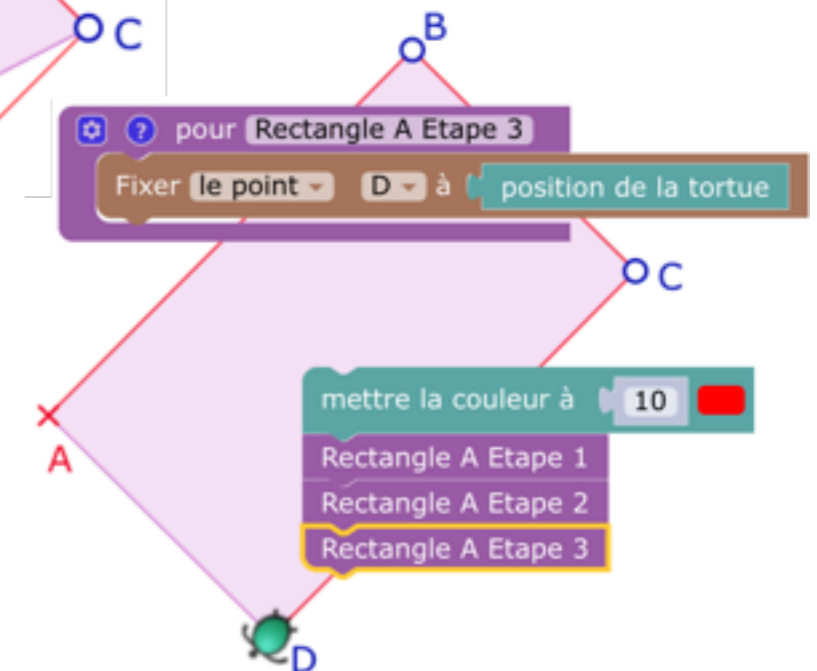 C
B
? pour Rectangle A Etape 3
Fixer le point D à position de la tortue
C
mettre la couleur à 10
A
Rectangle A Etape 1
Rectangle A Etape 2
Rectangle A Etape 3
D